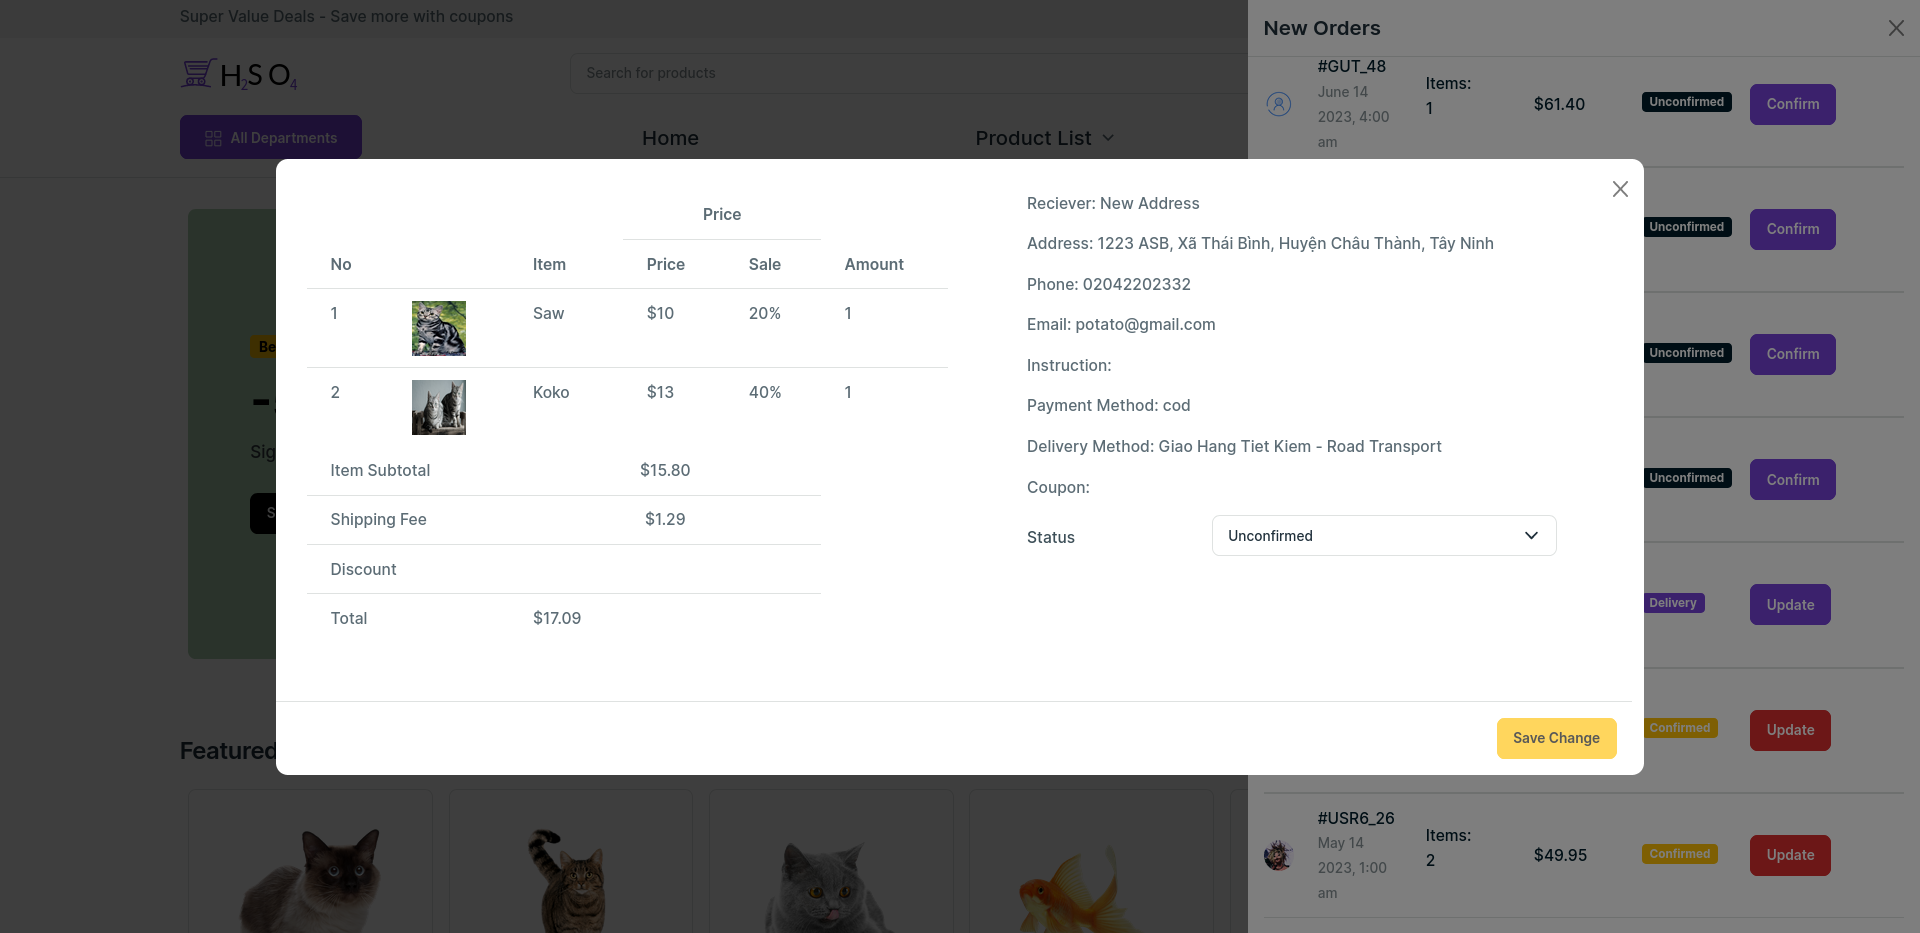 Super Value Deals - Save more with coupons
H2SO4
Search for products
All Departments
Home
Product List
Featured
New Orders
#GUT_48
June 14
2023, 4:00
am
Items:
1
$61.40
Unconfirmed
Confirm
Unconfirmed
Confirm
Unconfirmed
Confirm
Unconfirmed
Confirm
Delivery
Update
Confirmed
Update
#USR6_26
May 14
2023, 1:00
am
Items:
2
$49.95
Confirmed
Update
Price
No Item Price Sale Amount
1 Saw $10 20% 1
2 Koko $13 40% 1
Item Subtotal $15.80
Shipping Fee $1.29
Discount
Total $17.09
Reciever: New Address
Address: 1223 ASB, Xã Thái Bình, Huyện Châu Thành, Tây Ninh
Phone: 02042202332
Email: potato@gmail.com
Instruction:
Payment Method: cod
Delivery Method: Giao Hang Tiet Kiem - Road Transport
Coupon:
Status Unconfirmed
Save Change